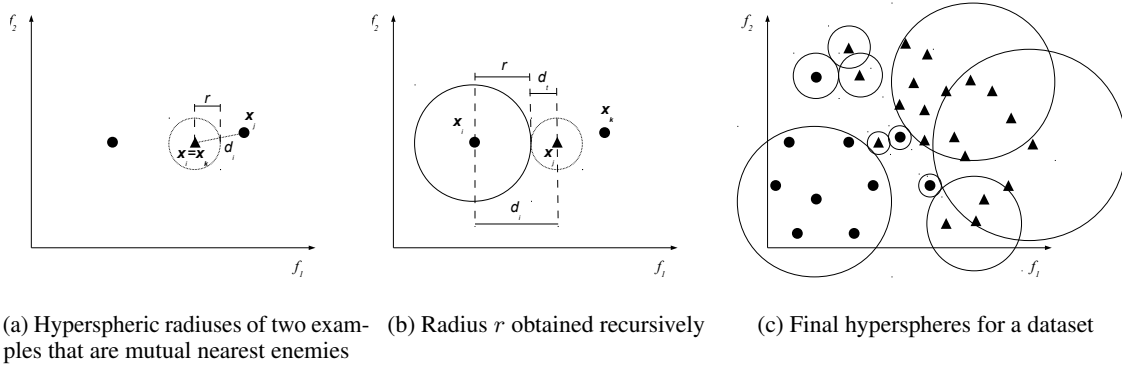 f2
r
xj
xi=xk
di
f1
f2
r
dt
xi
xj
xk
di
f1
f2
f1
(a) Hyperspheric radiuses of two exam-
ples that are mutual nearest enemies
(b) Radius r obtained recursively
(c) Final hyperspheres for a dataset